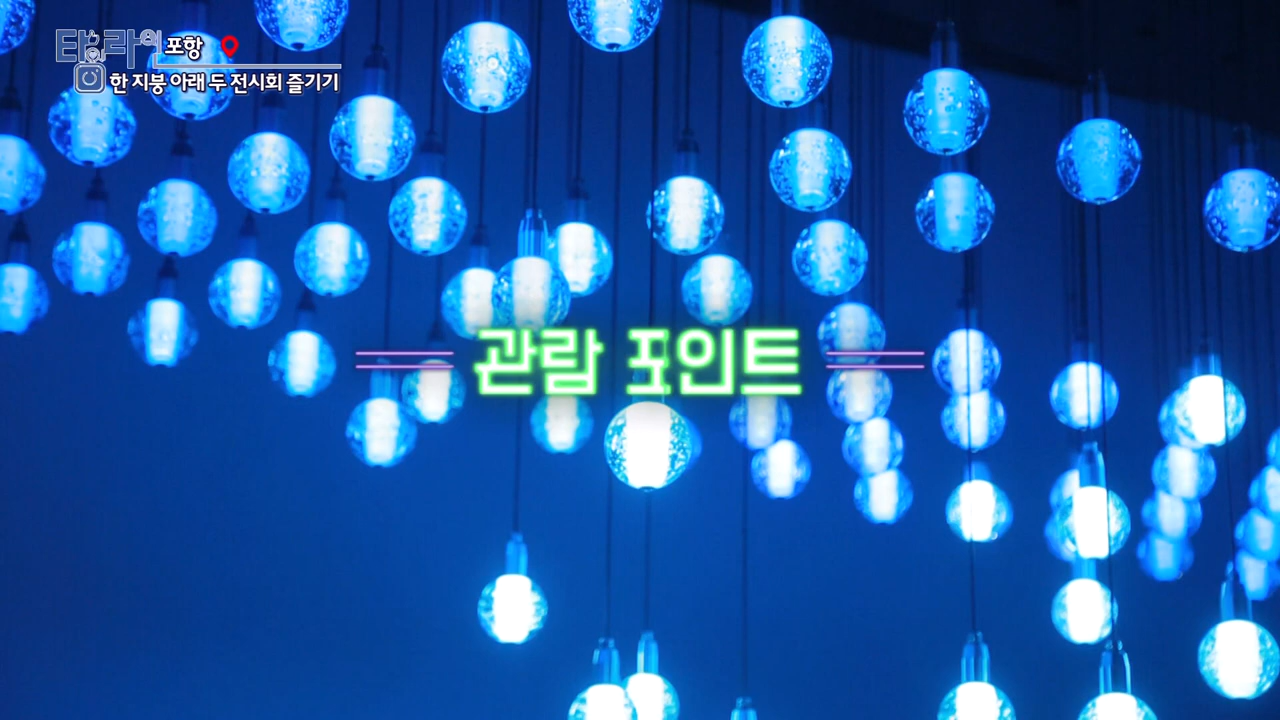 포항
한 지붕 아래 두 전시회 즐기기
관람 포인트